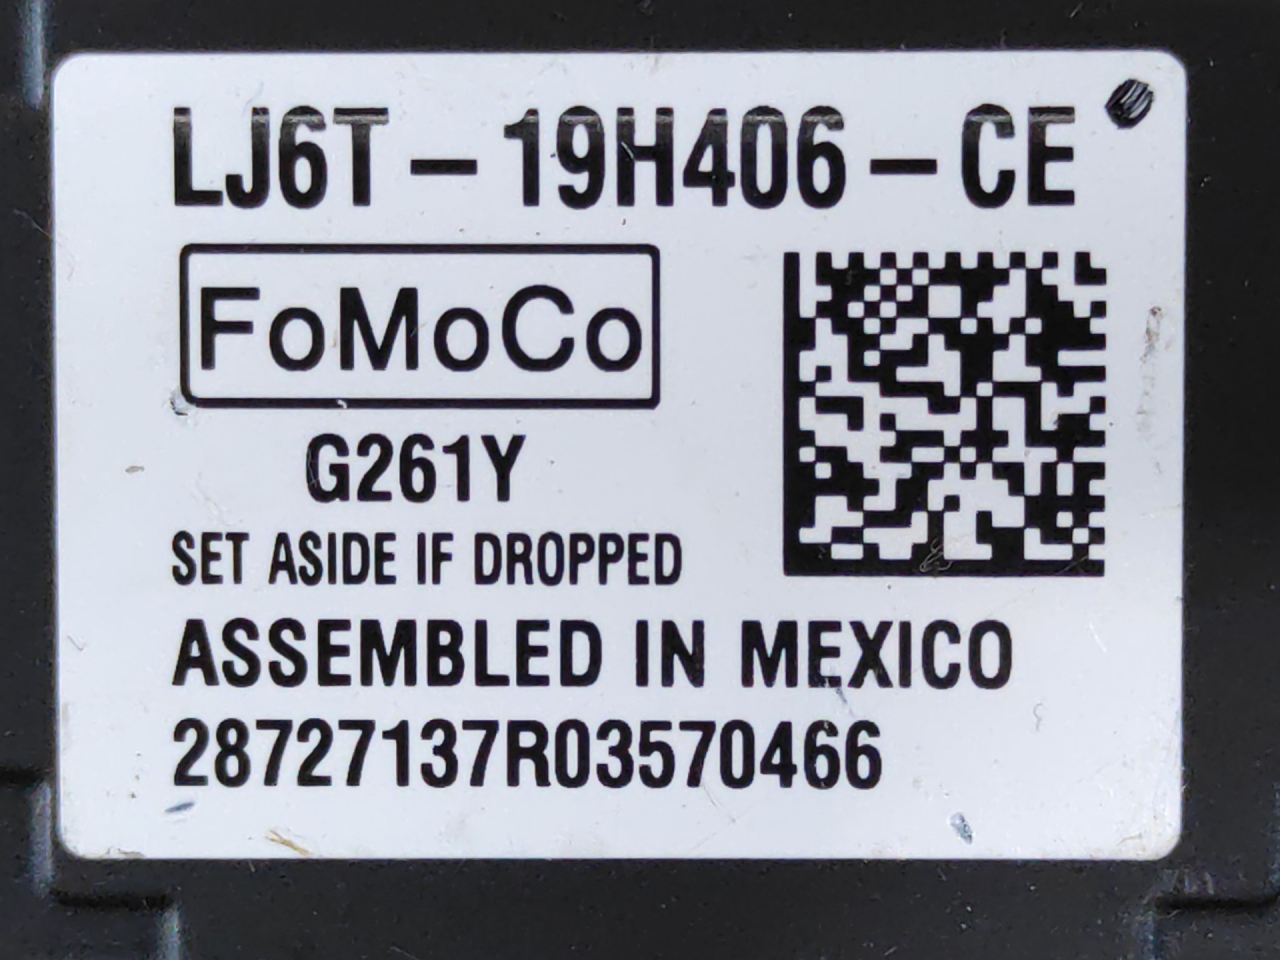 LJ6T-19H406-CE
FoMoCo
G261Y
SET ASIDE IF DROPPED
ASSEMBLED IN MEXICO
28727137R03570466